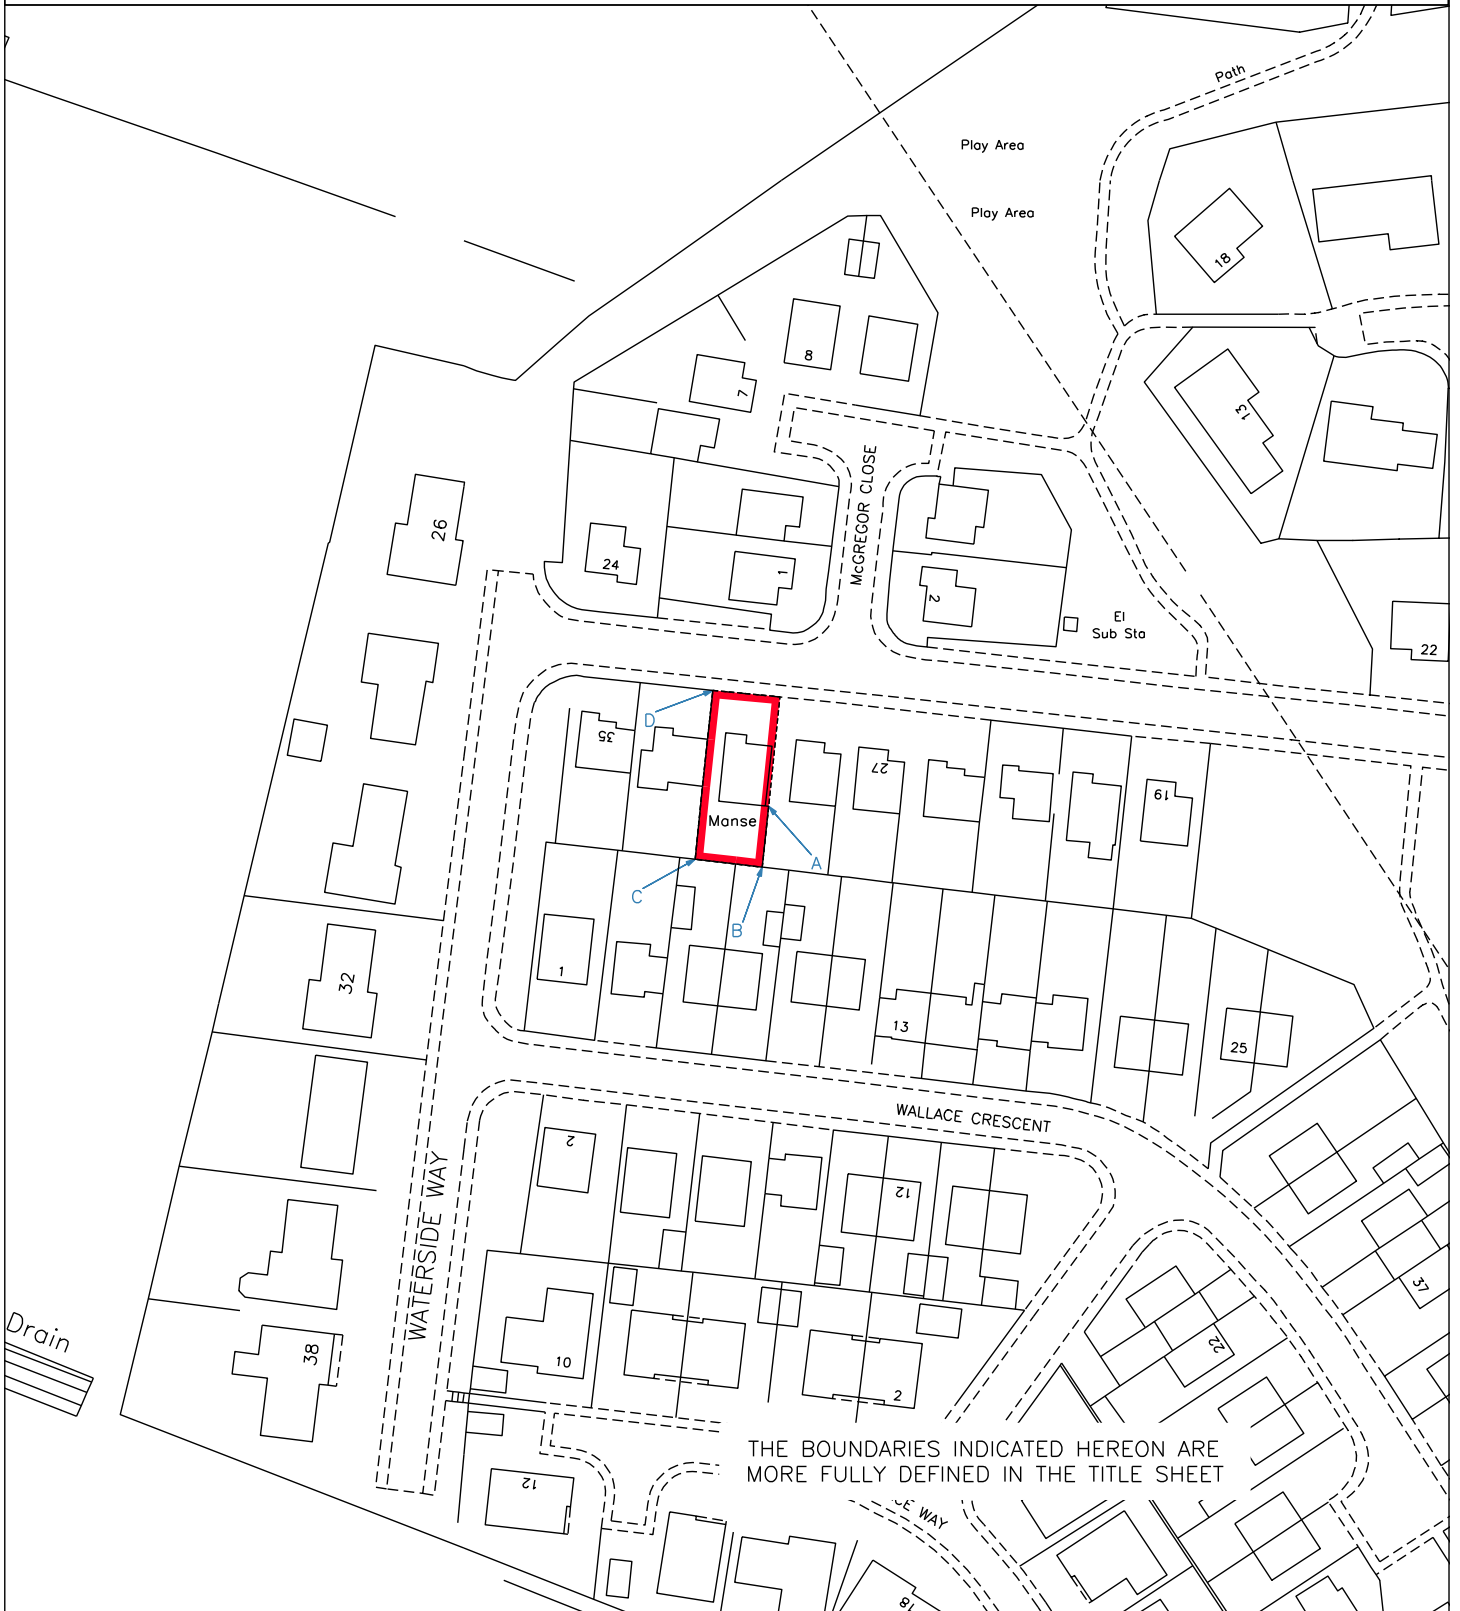 Path
Play Area
Play Area
18
8
7
13
McGREGOR CLOSE
26
24
1
2
El
Sub Sta
22
D
35
27
19
Manse
A
C
B
32
1
13
25
WALLACE CRESCENT
2
12
WATERSIDE WAY
37
Drain
38
10
2
22
THE BOUNDARIES INDICATED HEREON ARE
MORE FULLY DEFINED IN THE TITLE SHEET
12
CE WAY
18